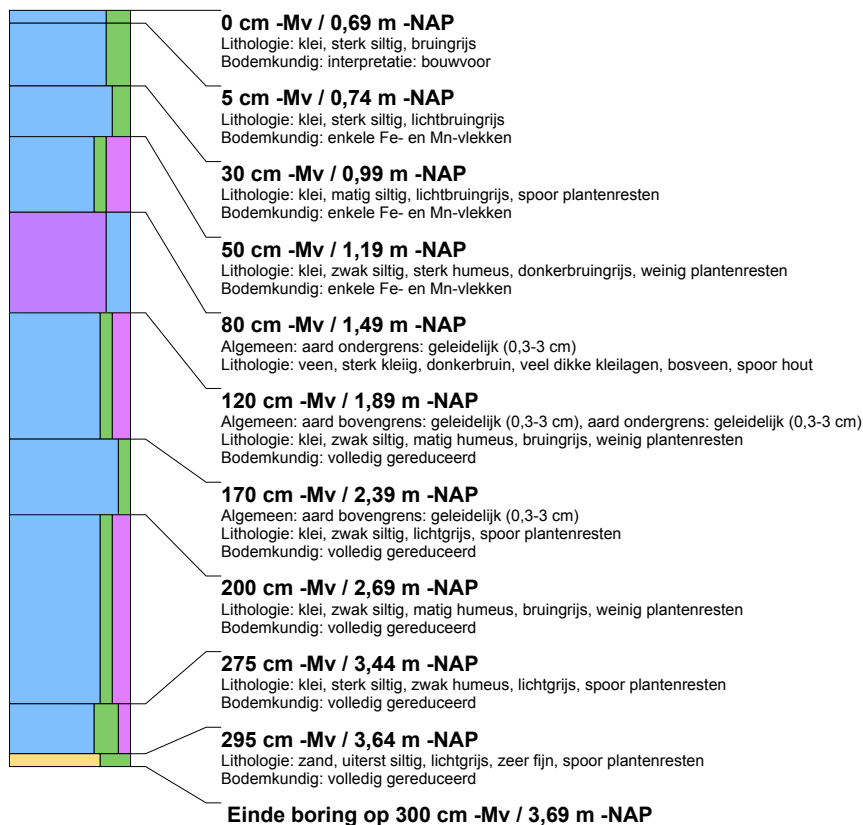 0 cm -Mv / 0,69 m -NAP
Lithologie: klei, sterk siltig, bruingrijs
Bodemkundig: interpretatie: bouwvoor
5 cm -Mv / 0,74 m -NAP
Lithologie: klei, sterk siltig, lichtbruingrijs
Bodemkundig: enkele Fe- en Mn-vlekken
30 cm -Mv / 0,99 m -NAP
Lithologie: klei, matig siltig, lichtbruingrijs, spoor plantenresten
Bodemkundig: enkele Fe- en Mn-vlekken
50 cm -Mv / 1,19 m -NAP
Lithologie: klei, zwak siltig, sterk humeus, donkerbruingrijs, weinig plantenresten
Bodemkundig: enkele Fe- en Mn-vlekken
80 cm -Mv / 1,49 m -NAP
Algemeen: aard ondergrens: geleidelijk (0,3-3 cm)
Lithologie: veen, sterk kleiig, donkerbruin, veel dikke kleilagen, bosveen, spoor hout
120 cm -Mv / 1,89 m -NAP
Algemeen: aard bovengrens: geleidelijk (0,3-3 cm), aard ondergrens: geleidelijk (0,3-3 cm)
Lithologie: klei, zwak siltig, matig humeus, bruingrijs, weinig plantenresten
Bodemkundig: volledig gereduceerd
170 cm -Mv / 2,39 m -NAP
Algemeen: aard bovengrens: geleidelijk (0,3-3 cm)
Lithologie: klei, zwak siltig, lichtgrijs, spoor plantenresten
Bodemkundig: volledig gereduceerd
200 cm -Mv / 2,69 m -NAP
Lithologie: klei, zwak siltig, matig humeus, bruingrijs, weinig plantenresten
Bodemkundig: volledig gereduceerd
275 cm -Mv / 3,44 m -NAP
Lithologie: klei, sterk siltig, zwak humeus, lichtgrijs, spoor plantenresten
Bodemkundig: volledig gereduceerd
295 cm -Mv / 3,64 m -NAP
Lithologie: zand, uiterst siltig, lichtgrijs, zeer fijn, spoor plantenresten
Bodemkundig: volledig gereduceerd
Einde boring op 300 cm -Mv / 3,69 m -NAP